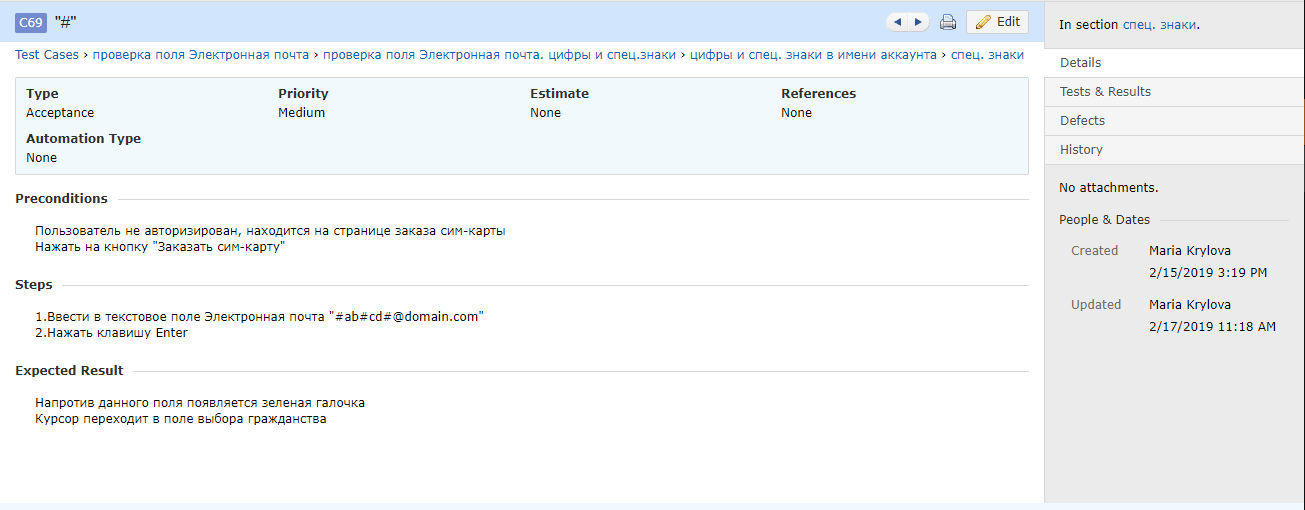 C69 "#"
Edit
Test Cases › проверка поля Электронная почта › проверка поля Электронная почта. цифры и спец.знаки › цифры и спец. знаки в имени аккаунта › спец. знаки
Type Priority Estimate References
Acceptance Medium None None
Automation Type
None
Preconditions
Пользователь не авторизирован, находится на странице заказа сим-карты
Нажать на кнопку "Заказать сим-карту"
Steps
1.Ввести в текстовое поле Электронная почта "#ab#cd#@domain.com"
2.Нажать клавишу Enter
Expected Result
Напротив данного поля появляется зеленая галочка
Курсор переходит в поле выбора гражданства
In section спец. знаки.
Details
Tests & Results
Defects
History
No attachments.
People & Dates
Created Maria Krylova
2/15/2019 3:19 PM
Updated Maria Krylova
2/17/2019 11:18 AM